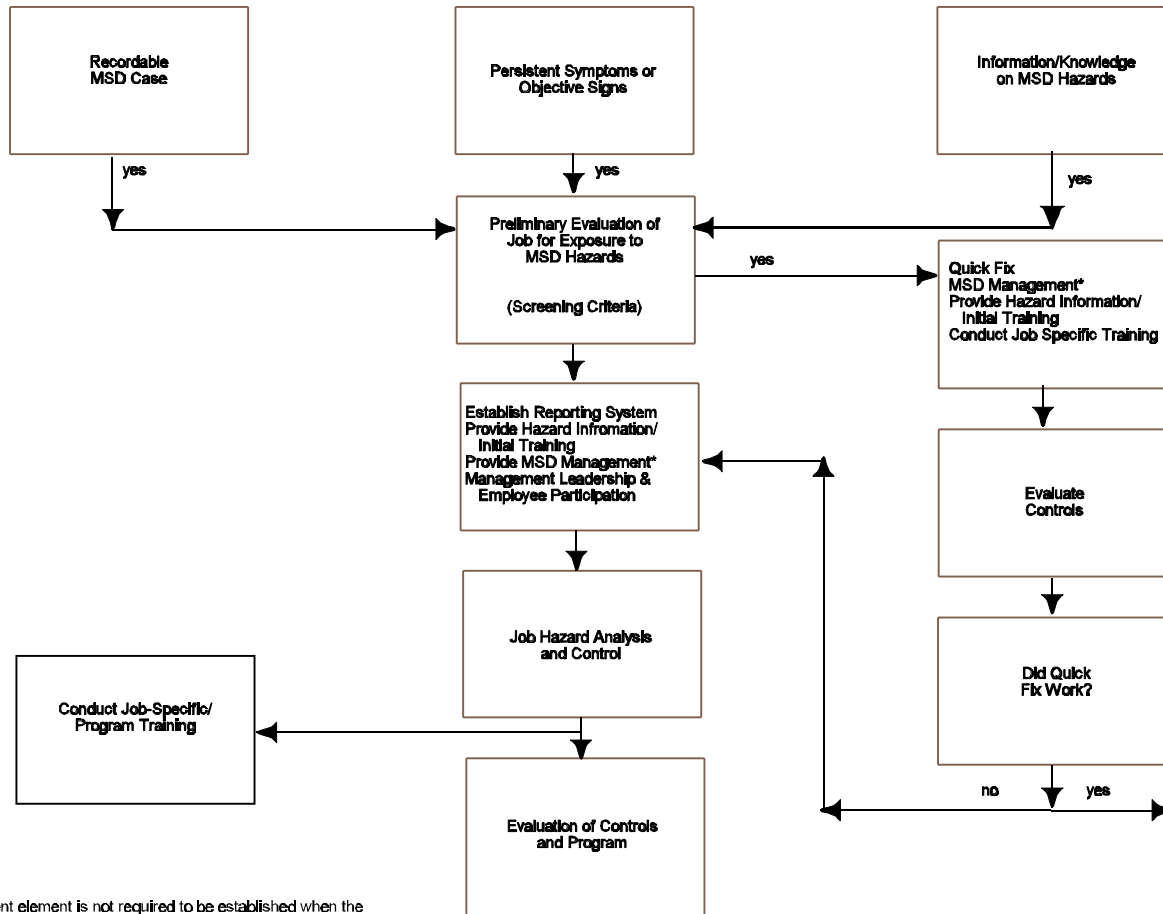 Recordable
MSD Case
Persistent Symptoms or
Objective Signs
Information/Knowledge
on MSD Hazards
yes
yes
yes
Preliminary Evaluation of
Job for Exposure to
MSD Hazards
(Screening Criteria)
yes
Quick Fix
MSD Management*
Provide Hazard Information/
Initial Training
Conduct Job Specific Training
Establish Reporting System
Provide Hazard Infromation/
Initial Training
Provide MSD Management*
Management Leadership &
Employee Participation
Evaluate
Controls
Job Hazard Analysis
and Control
Did Quick
Fix Work?
Conduct Job-Specific/
Program Training
no
yes
Evaluation of Controls
and Program
ent element is not required to be established when the